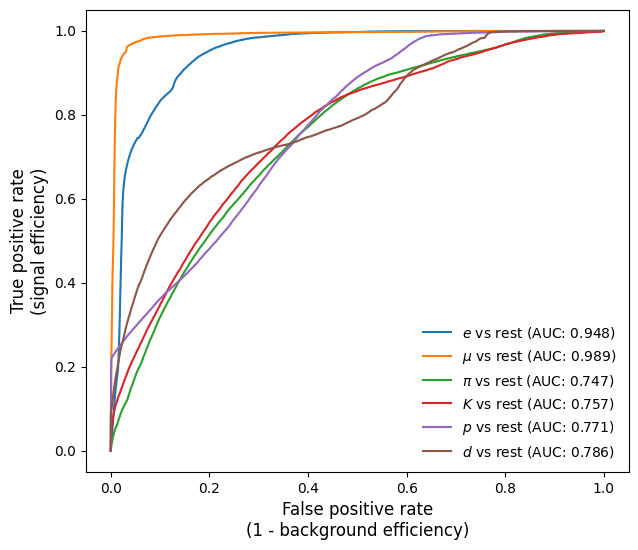 True positive rate
(signal efficiency)
1.0
0.8
0.6
0.4
0.2
0.0
e vs rest (AUC: 0.948)
μ vs rest (AUC: 0.989)
π vs rest (AUC: 0.747)
K vs rest (AUC: 0.757)
p vs rest (AUC: 0.771)
d vs rest (AUC: 0.786)
0.0 0.2 0.4 0.6 0.8 1.0
False positive rate
(1 - background efficiency)